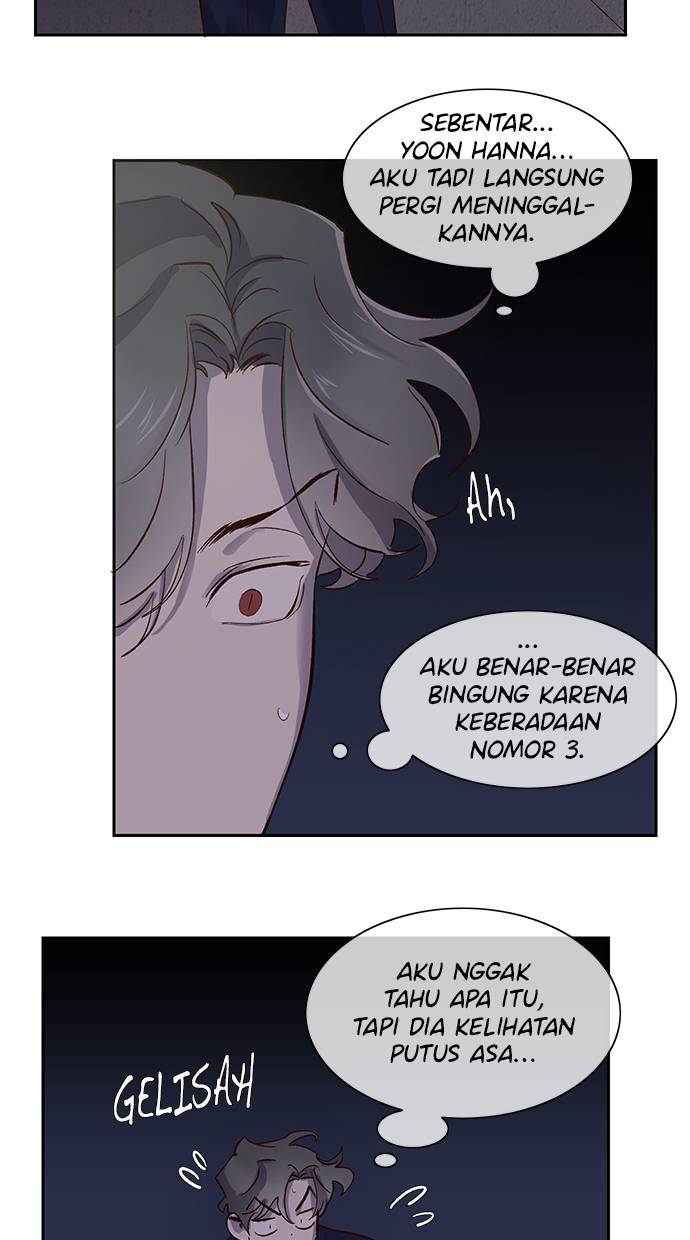 SEBENTAR...
YOON HANNA...
AKU TADI LANGSUNG
PERGI MENINGGAL-
KANNYA.
Ah,
...
AKU BENAR-BENAR
BINGUNG KARENA
KEBERADAAN
NOMOR 3.
AKU NGGAK
TAHU APA ITU,
TAPI DIA KELIHATAN
PUTUS ASA...
GELISAH